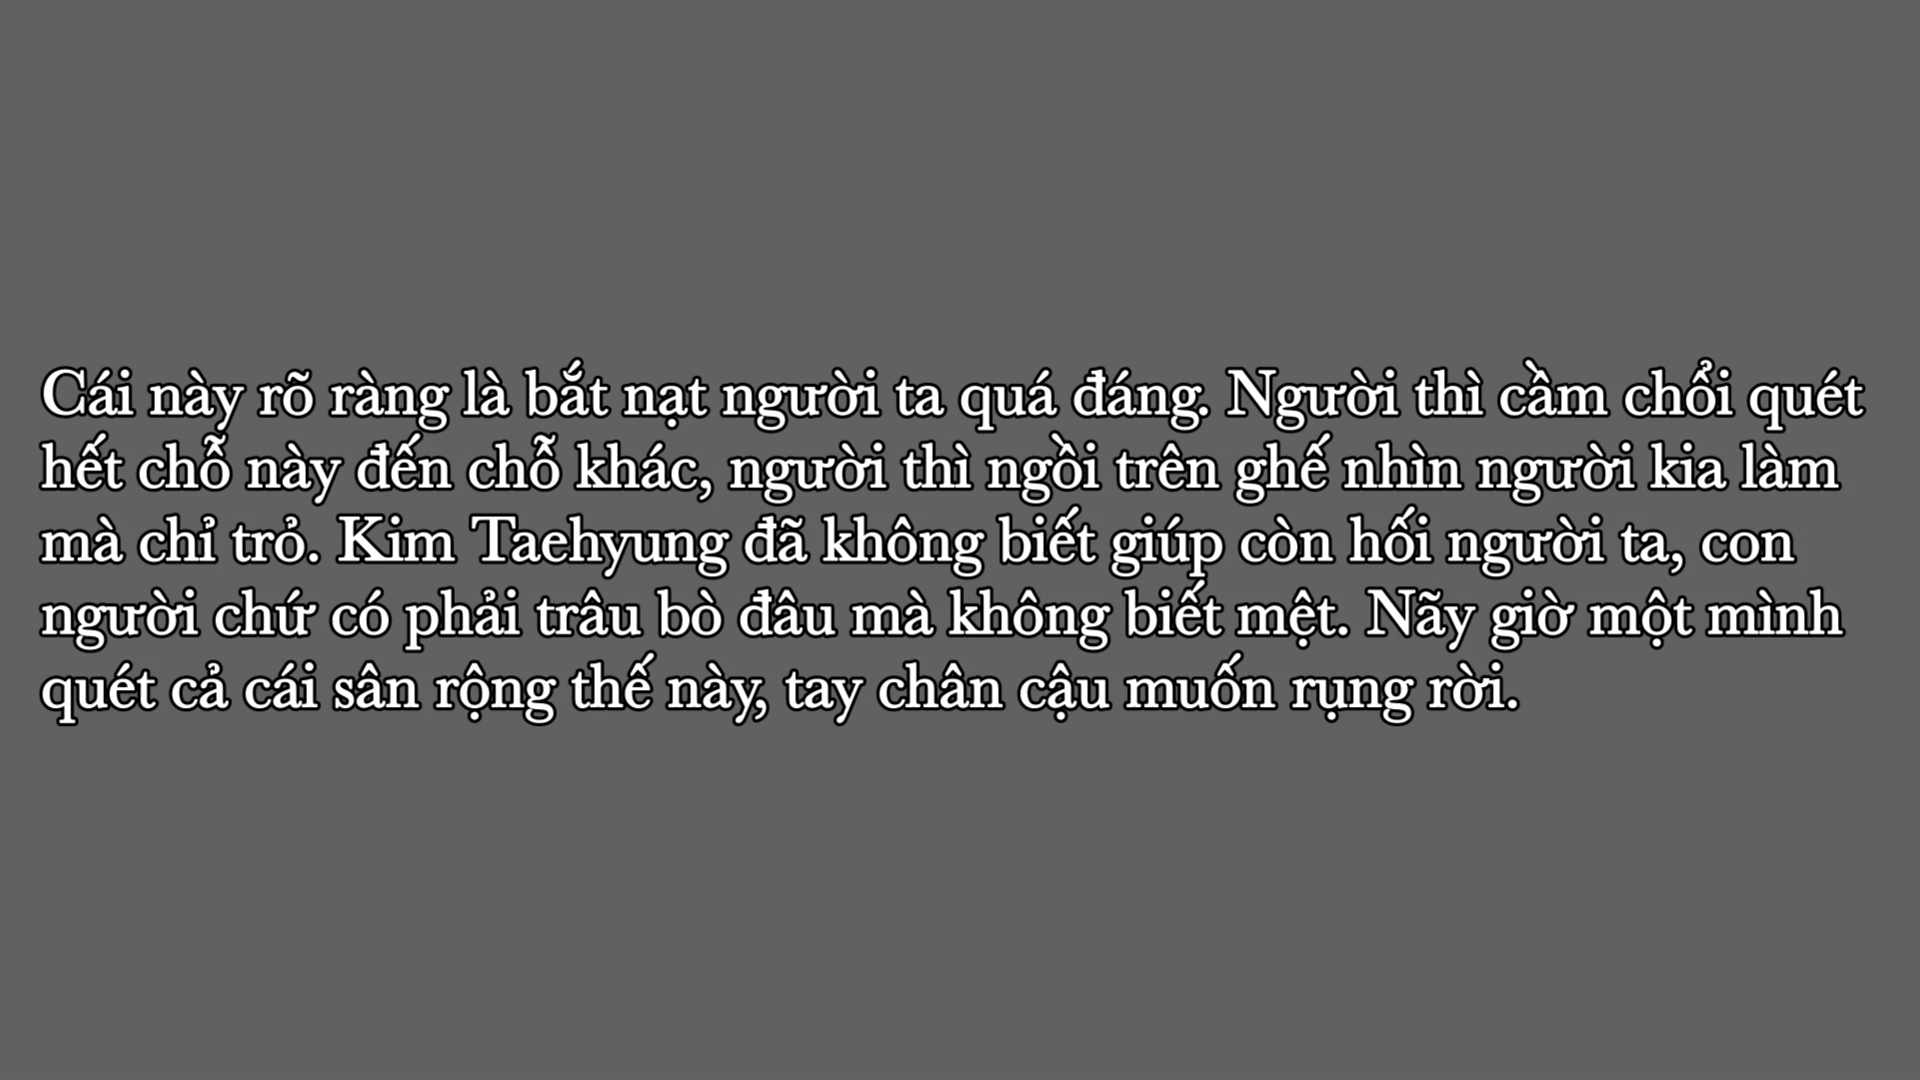 Cái này rõ ràng là bắt nạt người ta quá đáng. Người thì cầm chổi quét
hết chỗ này đến chỗ khác, người thì ngồi trên ghế nhìn người kia làm
mà chỉ trỏ. Kim Taehyung đã không biết giúp còn hối người ta, con
người chứ có phải trâu bò đâu mà không biết mệt. Nãy giờ một mình
quét cả cái sân rộng thế này, tay chân cậu muốn rụng rời.